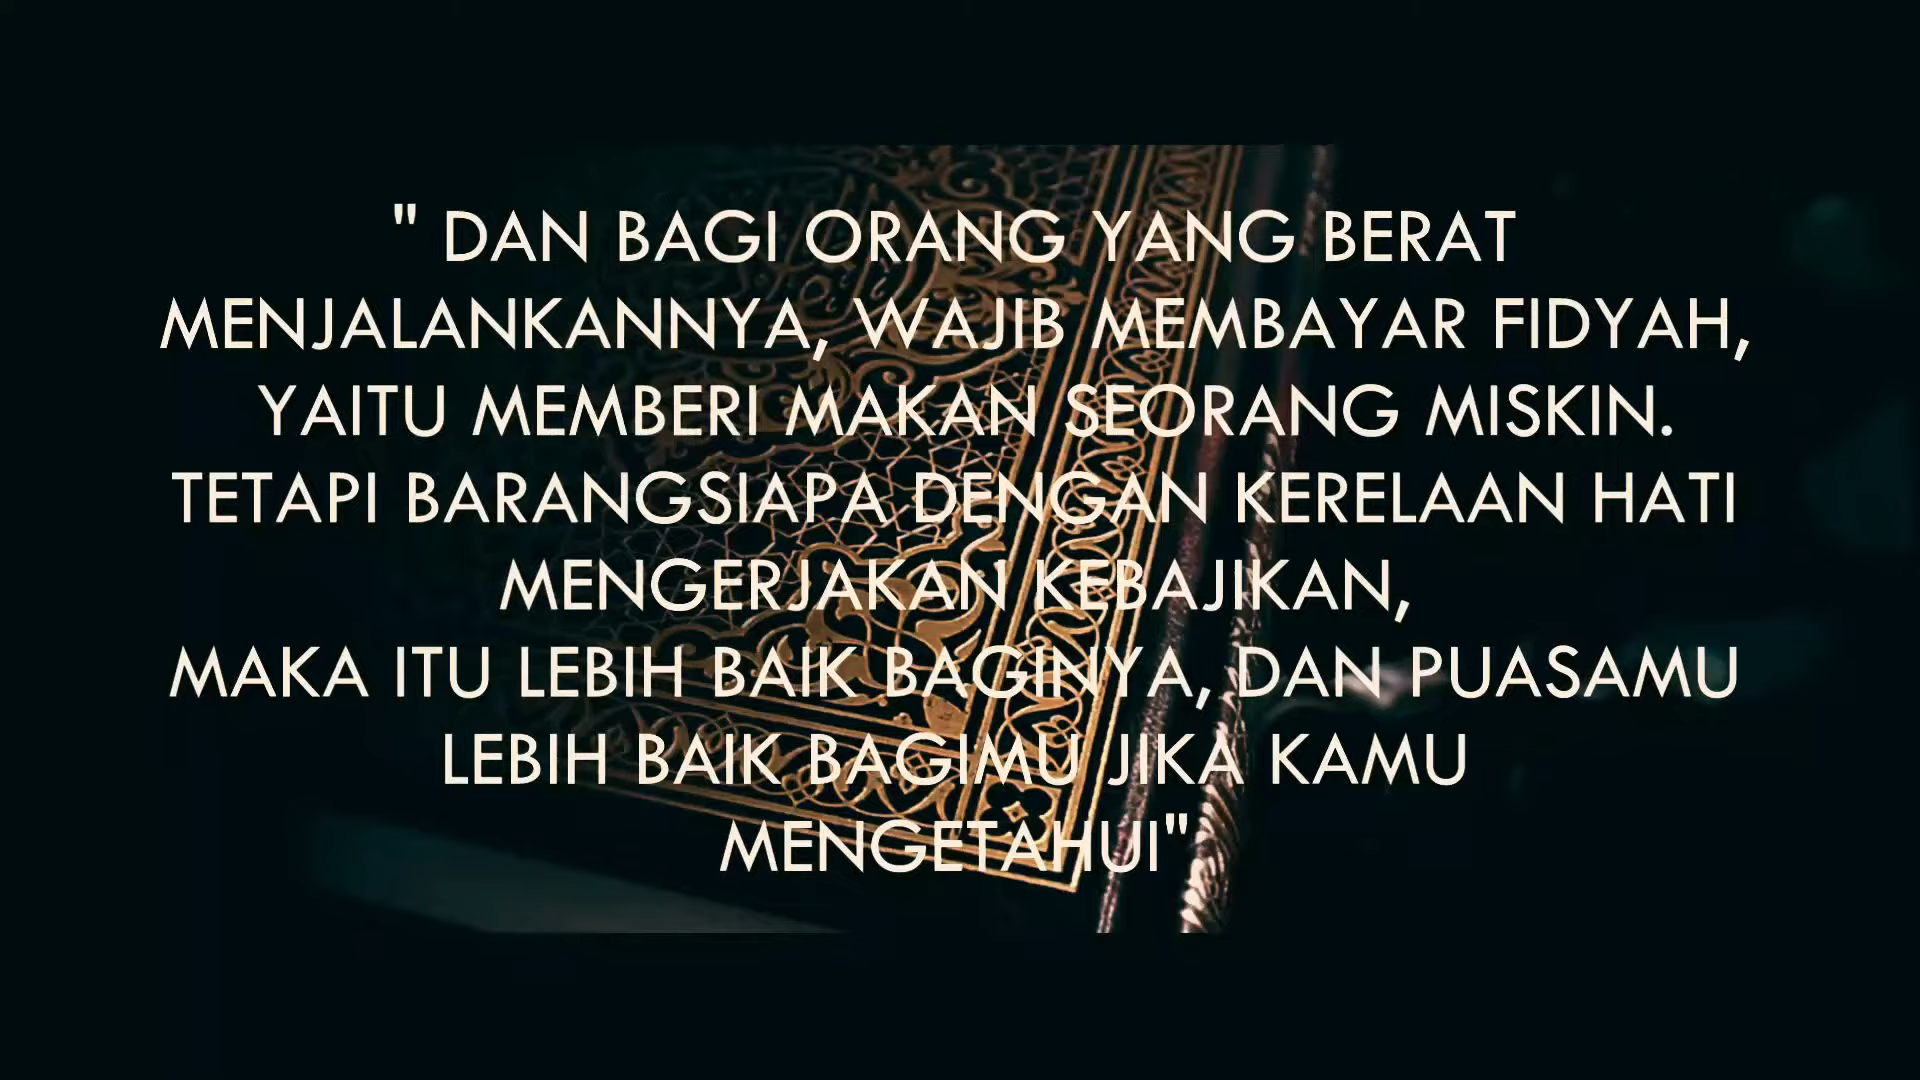 " DAN BAGI ORANG YANG BERAT
MENJALANKANNYA, WAJIB MEMBAYAR FIDYAH,
YAITU MEMBERI MAKAN SEORANG MISKIN.
TETAPI BARANGSIAPA DENGAN KERELAAN HATI
MENGERJAKAN KEBAJIKAN,
MAKA ITU LEBIH BAIK BAGINYA, DAN PUASAMU
LEBIH BAIK BAGIMU JIKA KAMU
MENGETAHUI"